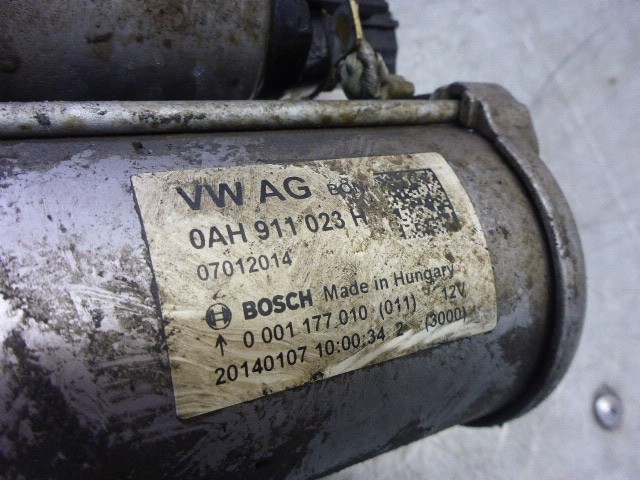 VW AG
0AH 911 023 H
07012014
BOSCH Made in Hungary
↑ 0 001 177 010 (011) 12V
20140107 10:00:34 2 (3000)